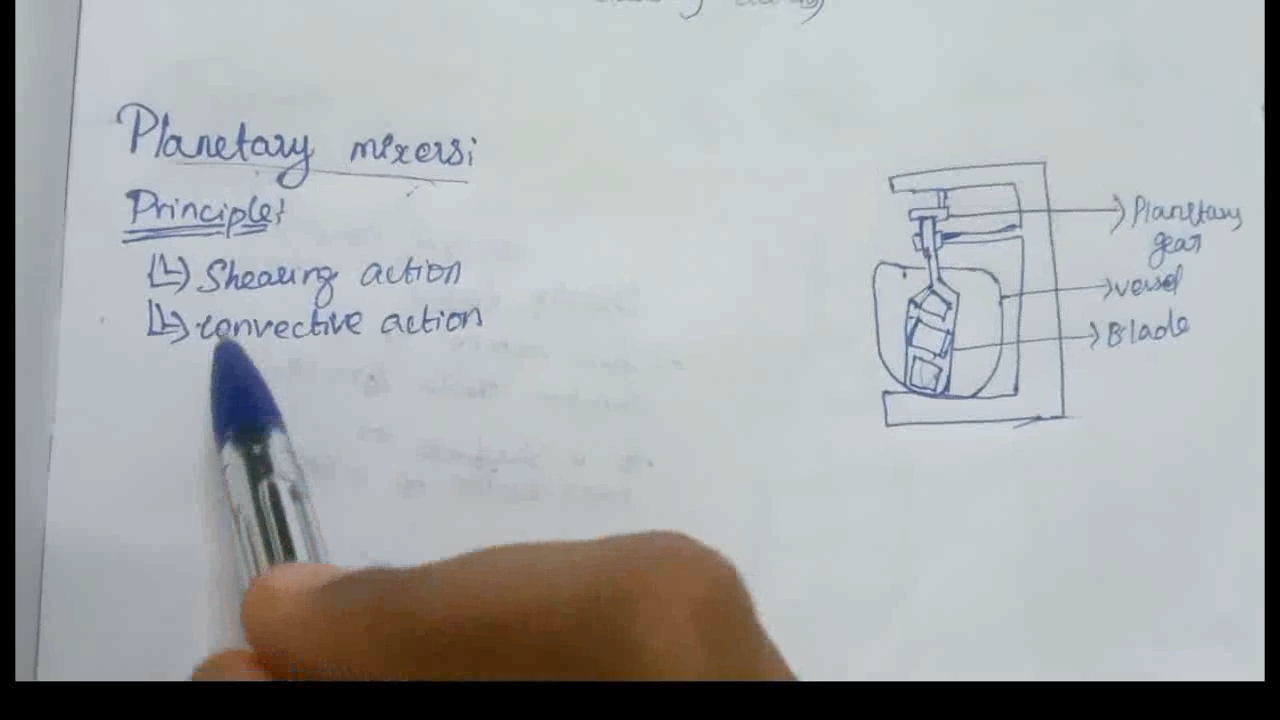 Planetary mixers:
Principle:
Shearing action
convective action
Planetary
gear
vessel
Blade